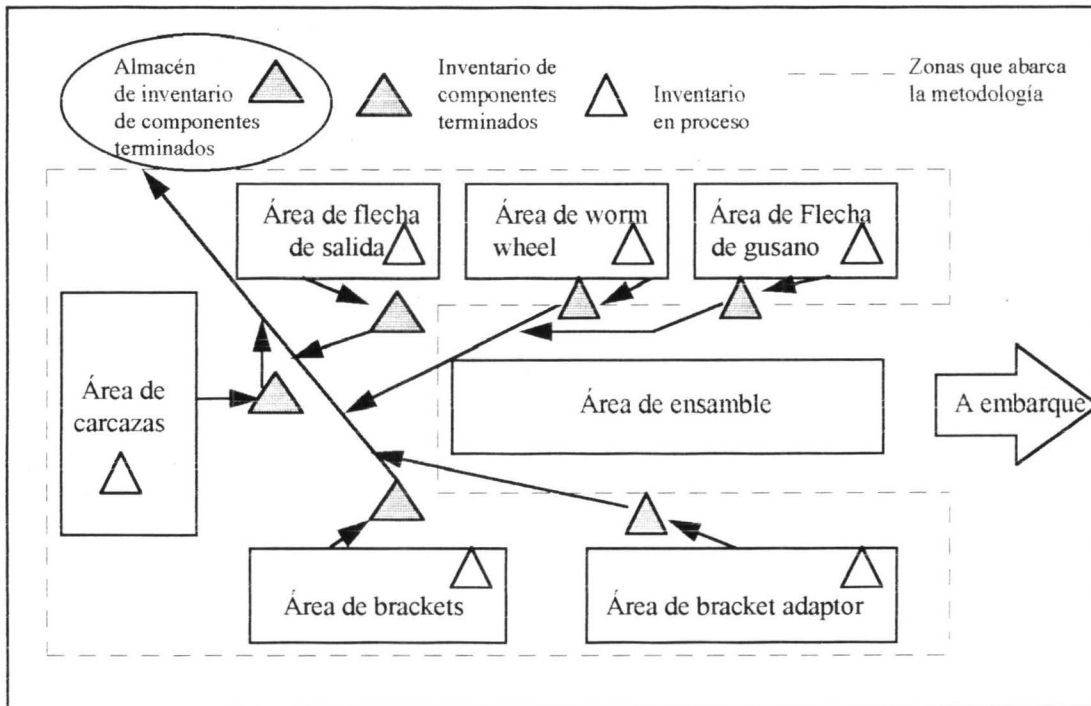 Almacén
de inventario
de componentes
terminados
Inventario de
componentes
terminados
Inventario
en proceso
Zonas que abarca
la metodología
Área de flecha
de salida
Área de worm
wheel
Área de Flecha
de gusano
Área de
carcazas
Área de ensamble
A embarque
Área de brackets
Área de bracket adaptor